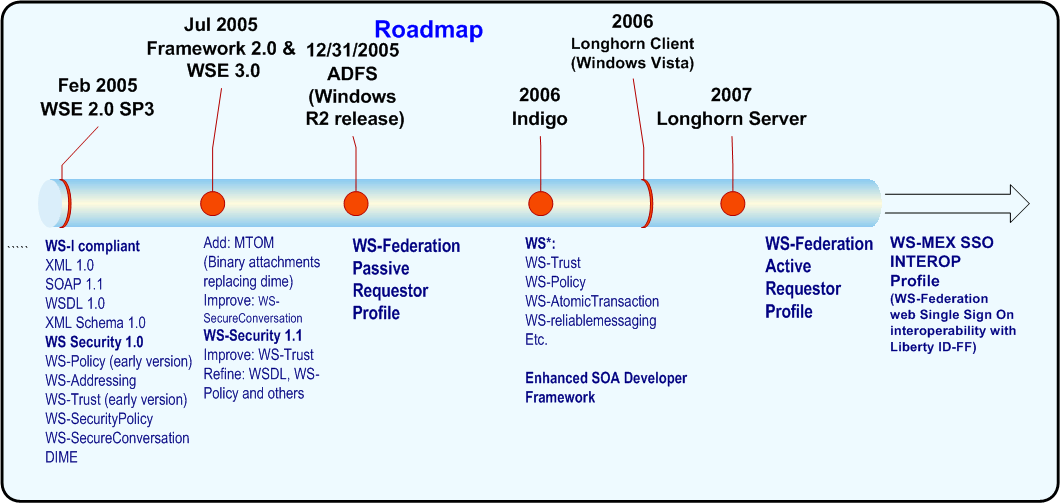 Roadmap
Feb 2005
WSE 2.0 SP3
Jul 2005
Framework 2.0 &
WSE 3.0
12/31/2005
ADFS
(Windows
R2 release)
2006
Indigo
2006
Longhorn Client
(Windows Vista)
2007
Longhorn Server
.....
WS-I compliant
XML 1.0
SOAP 1.1
WSDL 1.0
XML Schema 1.0
WS Security 1.0
WS-Policy (early version)
WS-Addressing
WS-Trust (early version)
WS-SecurityPolicy
WS-SecureConversation
DIME
Add: MTOM
(Binary attachments
replacing dime)
Improve: WS-
SecureConversation
WS-Security 1.1
Improve: WS-Trust
Refine: WSDL, WS-
Policy and others
WS-Federation
Passive
Requestor
Profile
WS*:
WS-Trust
WS-Policy
WS-AtomicTransaction
WS-reliablemessaging
Etc.
Enhanced SOA Developer
Framework
WS-Federation
Active
Requestor
Profile
WS-MEX SSO
INTEROP
Profile
(WS-Federation
web Single Sign On
interoperability with
Liberty ID-FF)